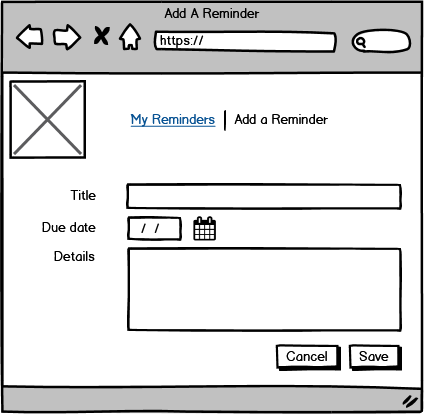 Add A Reminder
https://
My Reminders | Add a Reminder
Title
Due date / /
Details
Cancel Save